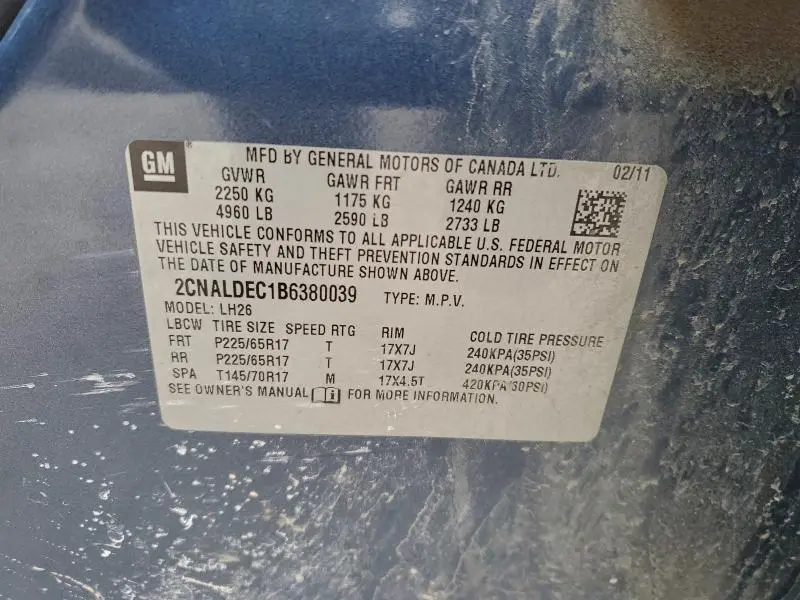 GM
MFD BY GENERAL MOTORS OF CANADA LTD. 02/11
GVWR GAWR FRT GAWR RR
2250 KG 1175 KG 1240 KG
4960 LB 2590 LB 2733 LB
THIS VEHICLE CONFORMS TO ALL APPLICABLE U.S. FEDERAL MOTOR
VEHICLE SAFETY AND THEFT PREVENTION STANDARDS IN EFFECT ON
THE DATE OF MANUFACTURE SHOWN ABOVE.
2CNALDEC1B6380039 TYPE: M.P.V.
MODEL: LH26
LBCW TIRE SIZE SPEED RTG RIM COLD TIRE PRESSURE
FRT P225/65R17 T 17X7J 240KPA(35PSI)
RR P225/65R17 T 17X7J 240KPA(35PSI)
SPA T145/70R17 M 17X4.5T 420KPA(30PSI)
SEE OWNER'S MANUAL FOR MORE INFORMATION.